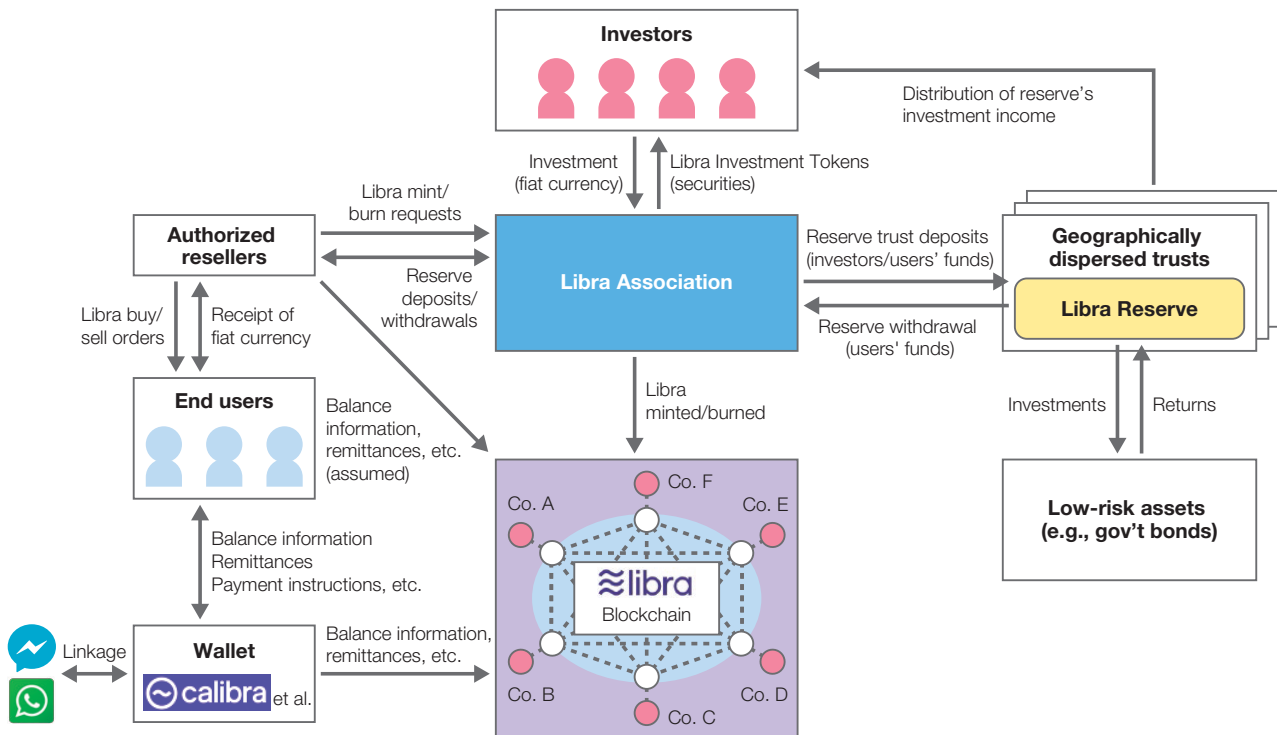 Investors
Distribution of reserve's
investment income
Investment
(fiat currency)
Libra Investment Tokens
(securities)
Libra mint/
burn requests
Authorized
resellers
Reserve
deposits/
withdrawals
Libra Association
Reserve trust deposits
(investors/users' funds)
Reserve withdrawal
(users' funds)
Geographically
dispersed trusts
Libra Reserve
Libra buy/
sell orders
Receipt of
fiat currency
End users
Balance
information,
remittances, etc.
(assumed)
Libra
minted/burned
Investments
Returns
Low-risk assets
(e.g., gov't bonds)
Co. A
Co. F
Co. E
libra
Blockchain
Co. B
Co. C
Co. D
Balance information
Remittances
Payment instructions, etc.
Linkage
Wallet
calibra et al.
Balance information,
remittances, etc.